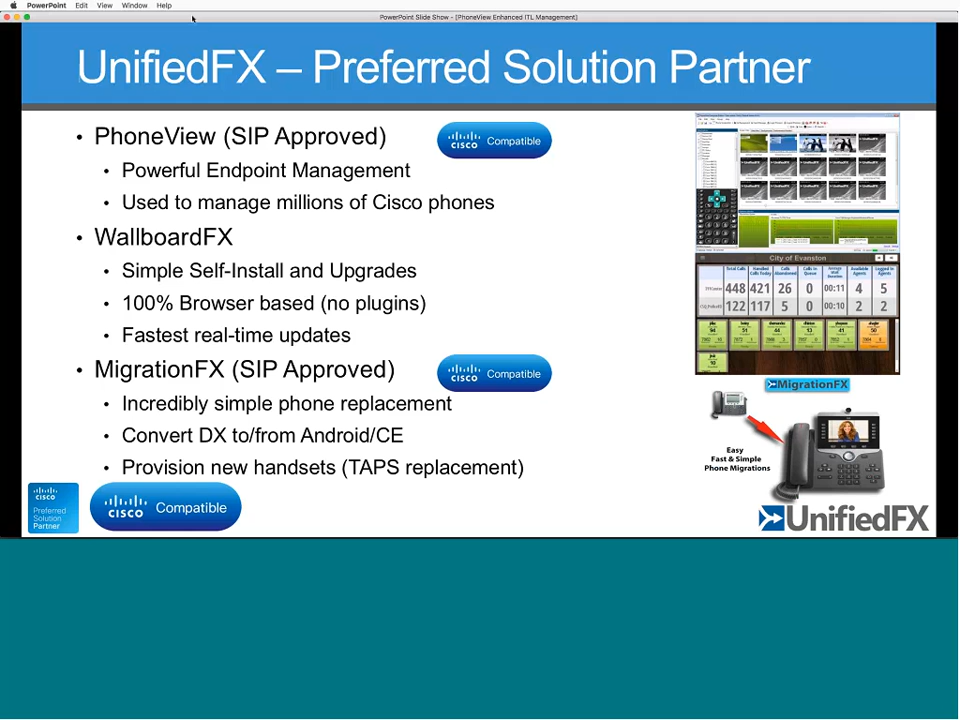 PowerPoint Edit View Window Help
PowerPoint Slide Show - [PhoneView Enhanced ITL Management]
UnifiedFX – Preferred Solution Partner
• PhoneView (SIP Approved)
CISCO Compatible
• Powerful Endpoint Management
• Used to manage millions of Cisco phones
• WallboardFX
• Simple Self-Install and Upgrades
• 100% Browser based (no plugins)
• Fastest real-time updates
• MigrationFX (SIP Approved)
CISCO Compatible
• Incredibly simple phone replacement
• Convert DX to/from Android/CE
• Provision new handsets (TAPS replacement)
CISCO
Preferred
Solution
Partner
CISCO Compatible
City of Evanston
Total Calls Handled Calls Today Calls Abandoned Calls In Queue Average Available Agents Logged In Agents
448 421 26 0 00:11 4 5
122 117 5 0 00:10 2 2
MigrationFX
Easy
Fast & Simple
Phone Migrations
UnifiedFX